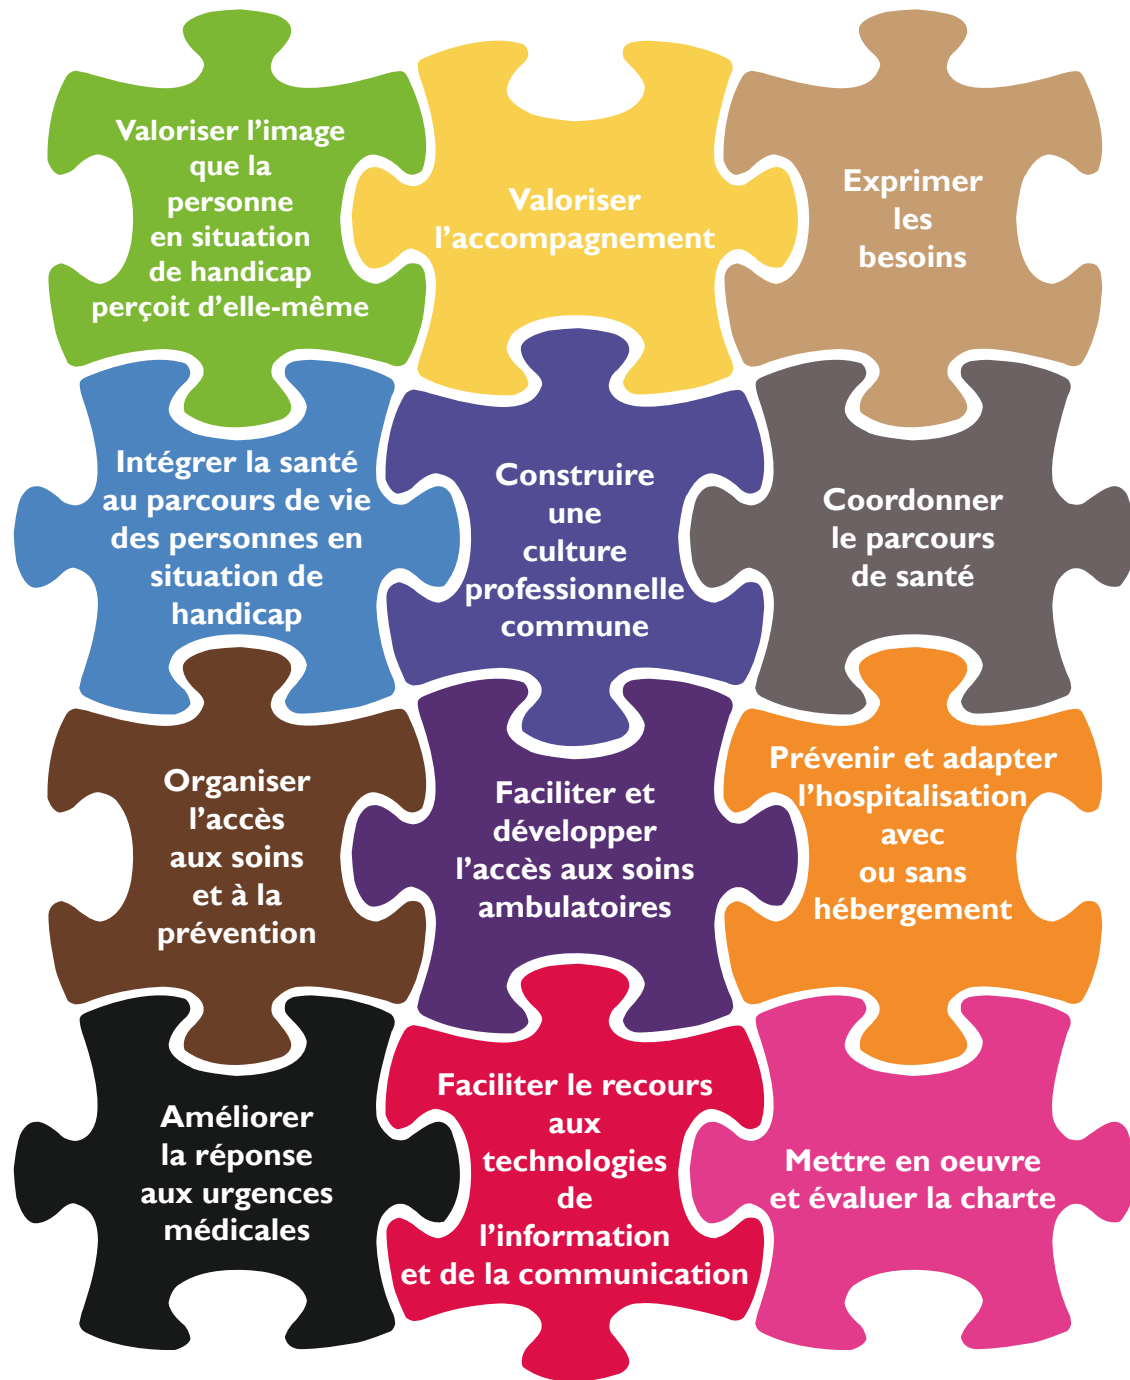 Valoriser l’image
que la
personne
en situation
de handicap
perçoit d’elle-même
Valoriser
l’accompagnement
Exprimer
les
besoins
Intégrer la santé
au parcours de vie
des personnes en
situation de
handicap
Construire
une
culture
professionnelle
commune
Coordonner
le parcours
de santé
Organiser
l’accès
aux soins
et à la
prévention
Faciliter et
développer
l’accès aux soins
ambulatoires
Prévenir et adapter
l’hospitalisation
avec
ou sans
hébergement
Améliorer
la réponse
aux urgences
médicales
Faciliter le recours
aux
technologies
de
l’information
et de la communication
Mettre en oeuvre
et évaluer la charte